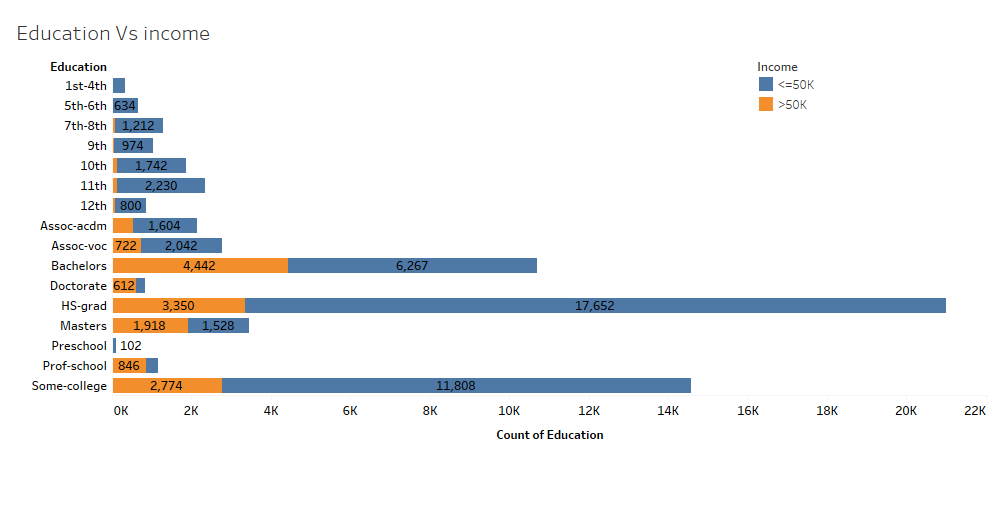 Education Vs income
Education
Income
<=50K
>50K
1st-4th
5th-6th 634
7th-8th 1,212
9th 974
10th 1,742
11th 2,230
12th 800
Assoc-acdm 1,604
Assoc-voc 722 2,042
Bachelors 4,442 6,267
Doctorate 612
HS-grad 3,350 17,652
Masters 1,918 1,528
Preschool 102
Prof-school 846
Some-college 2,774 11,808
0K 2K 4K 6K 8K 10K 12K 14K 16K 18K 20K 22K
Count of Education